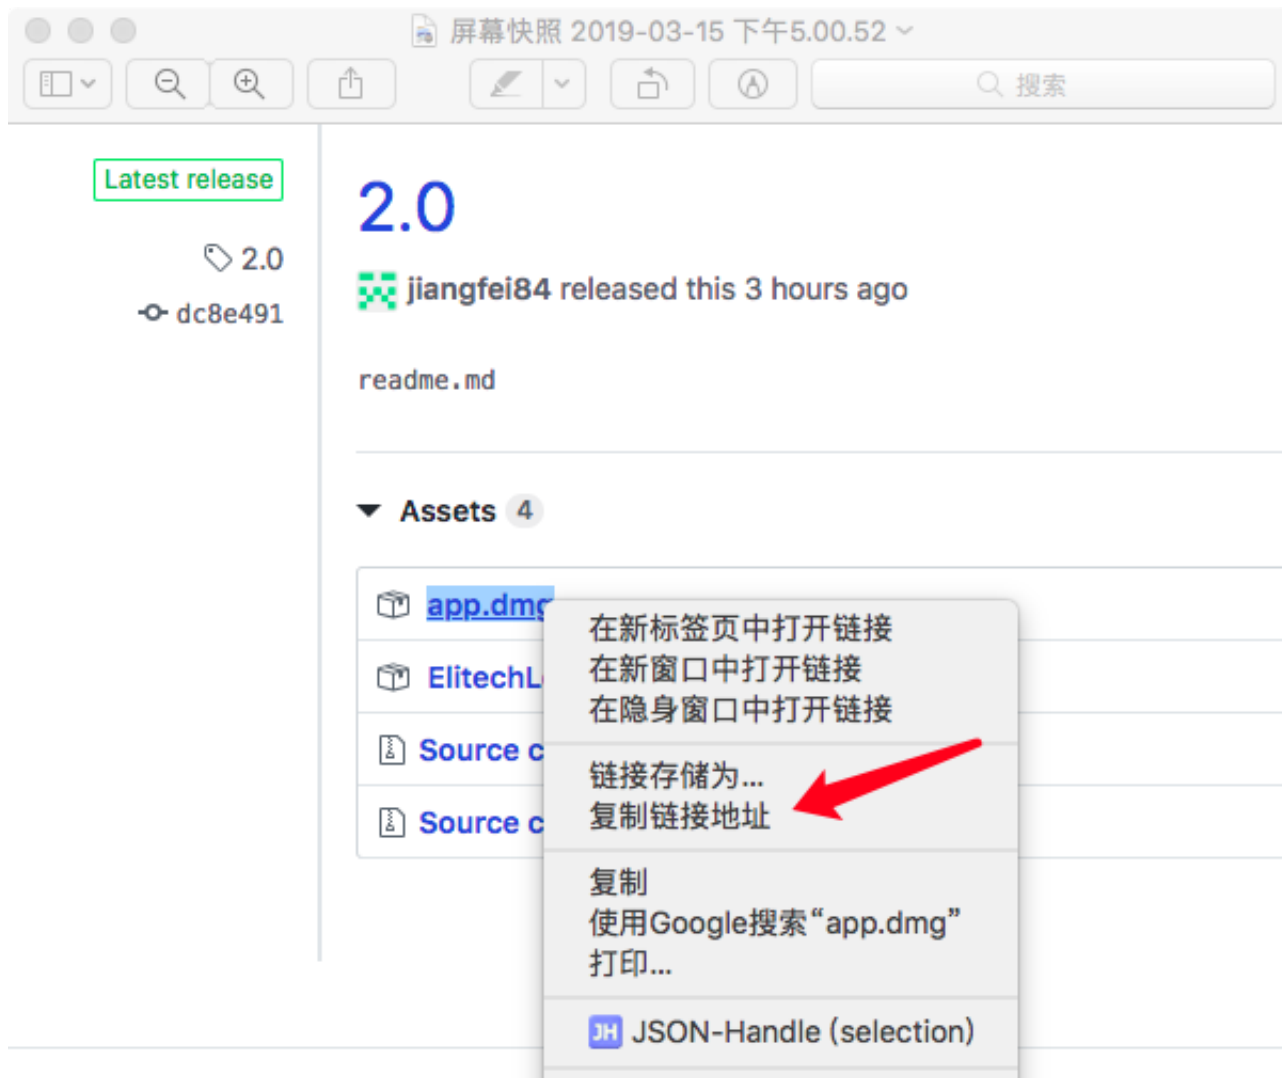 屏幕快照 2019-03-15 下午5.00.52
搜索
Latest release
2.0
dc8e491
2.0
jiangfei84 released this 3 hours ago
readme.md
Assets 4
app.dmg
ElitechL
Source c
Source c
在新标签页中打开链接
在新窗口中打开链接
在隐身窗口中打开链接
链接存储为...
复制链接地址
复制
使用Google搜索“app.dmg”
打印...
JH JSON-Handle (selection)